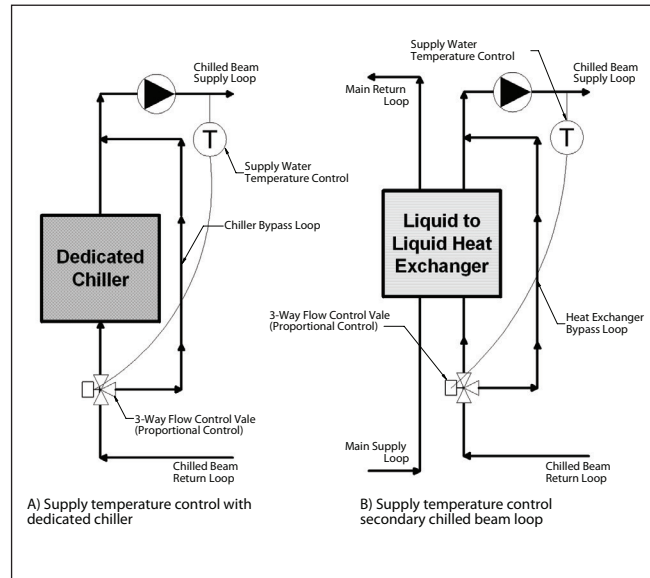 Chilled Beam
Supply Loop
T
Supply Water
Temperature Control
Chiller Bypass Loop
Dedicated
Chiller
3-Way Flow Control Vale
(Proportional Control)
Chilled Beam
Return Loop
A) Supply temperature control with
dedicated chiller
Supply Water
Temperature Control
Chilled Beam
Supply Loop
Main Return
Loop
T
Liquid to
Liquid Heat
Exchanger
3-Way Flow Control Vale
(Proportional Control)
Heat Exchanger
Bypass Loop
Main Supply
Loop
Chilled Beam
Return Loop
B) Supply temperature control
secondary chilled beam loop